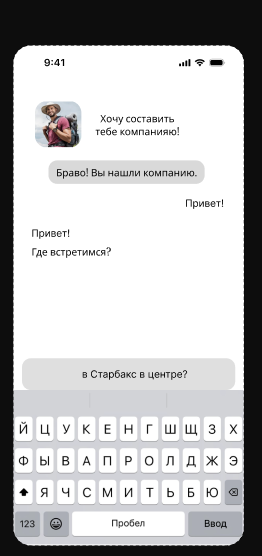 9:41
Хочу составить
тебе компанияю!
Браво! Вы нашли компанию.
Привет!
Привет!
Где встретимся?
в Старбакс в центре?
Й Ц У К Е Н Г Ш Щ З Х
Ф Ы В А П Р О Л Д Ж Э
Я Ч С М И Т Ь Б Ю
123 Пробел Ввод